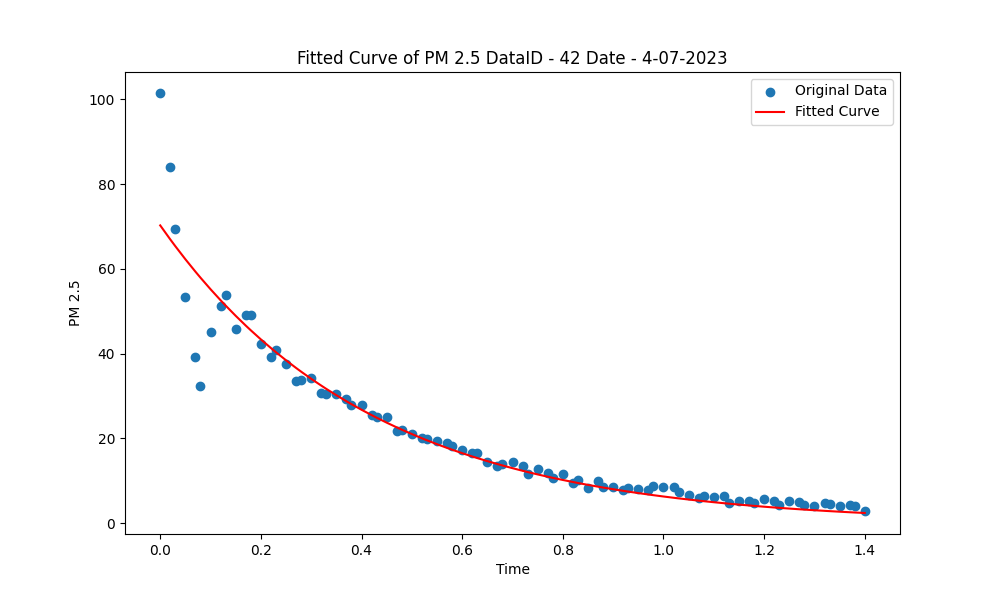 Fitted Curve of PM 2.5 DataID - 42 Date - 4-07-2023
Original Data
Fitted Curve
PM 2.5
100
80
60
40
20
0
0.0 0.2 0.4 0.6 0.8 1.0 1.2 1.4
Time